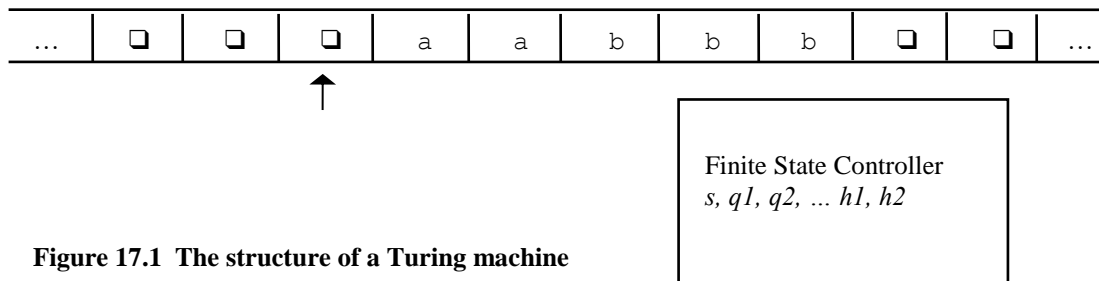 ... ❑ ❑ ❑ a a b b b ❑ ❑ ...
Finite State Controller
s, q1, q2, ... h1, h2
Figure 17.1 The structure of a Turing machine